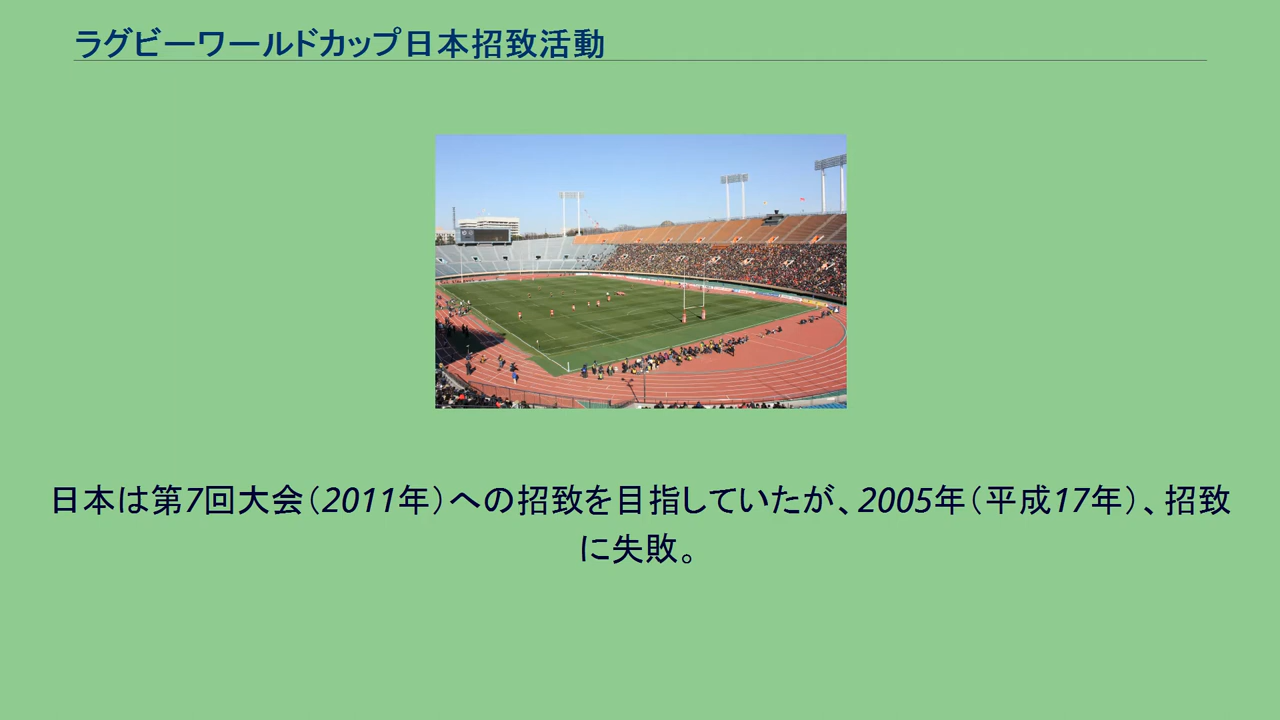 ラグビーワールドカップ日本招致活動
日本は第7回大会（2011年）への招致を目指していたが、2005年（平成17年）、招致
に失敗。